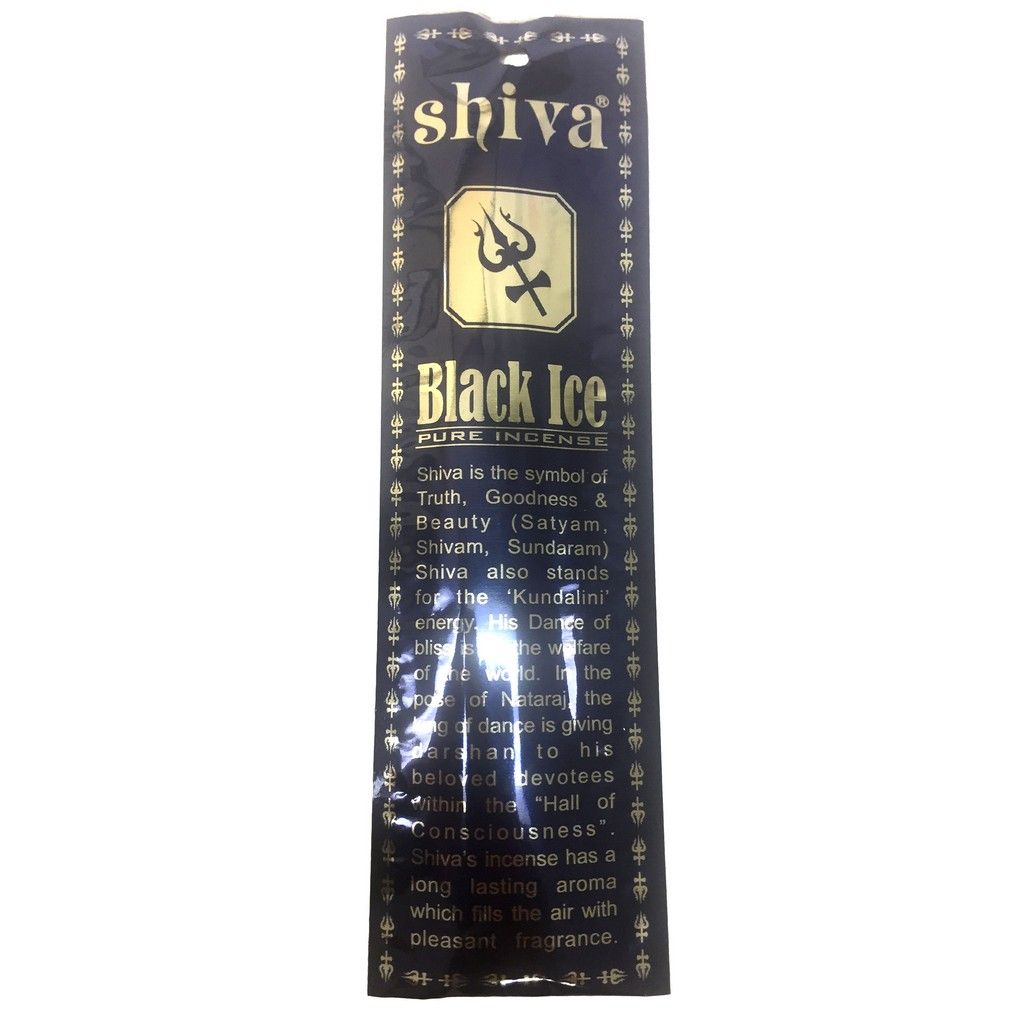 shiva®
Black Ice
PURE INCENSE
Shiva is the symbol of
Truth, Goodness &
Beauty (Satyam,
Shivam, Sundaram)
Shiva also stands
for the ‘Kundalini’
energy. His Dance of
bliss is the welfare
of the world. In the
pose of Nataraj, the
king of dance is giving
darshan to his
beloved devotees
within the “Hall of
Consciousness”.
Shiva's incense has a
long lasting aroma
which fills the air with
pleasant fragrance.